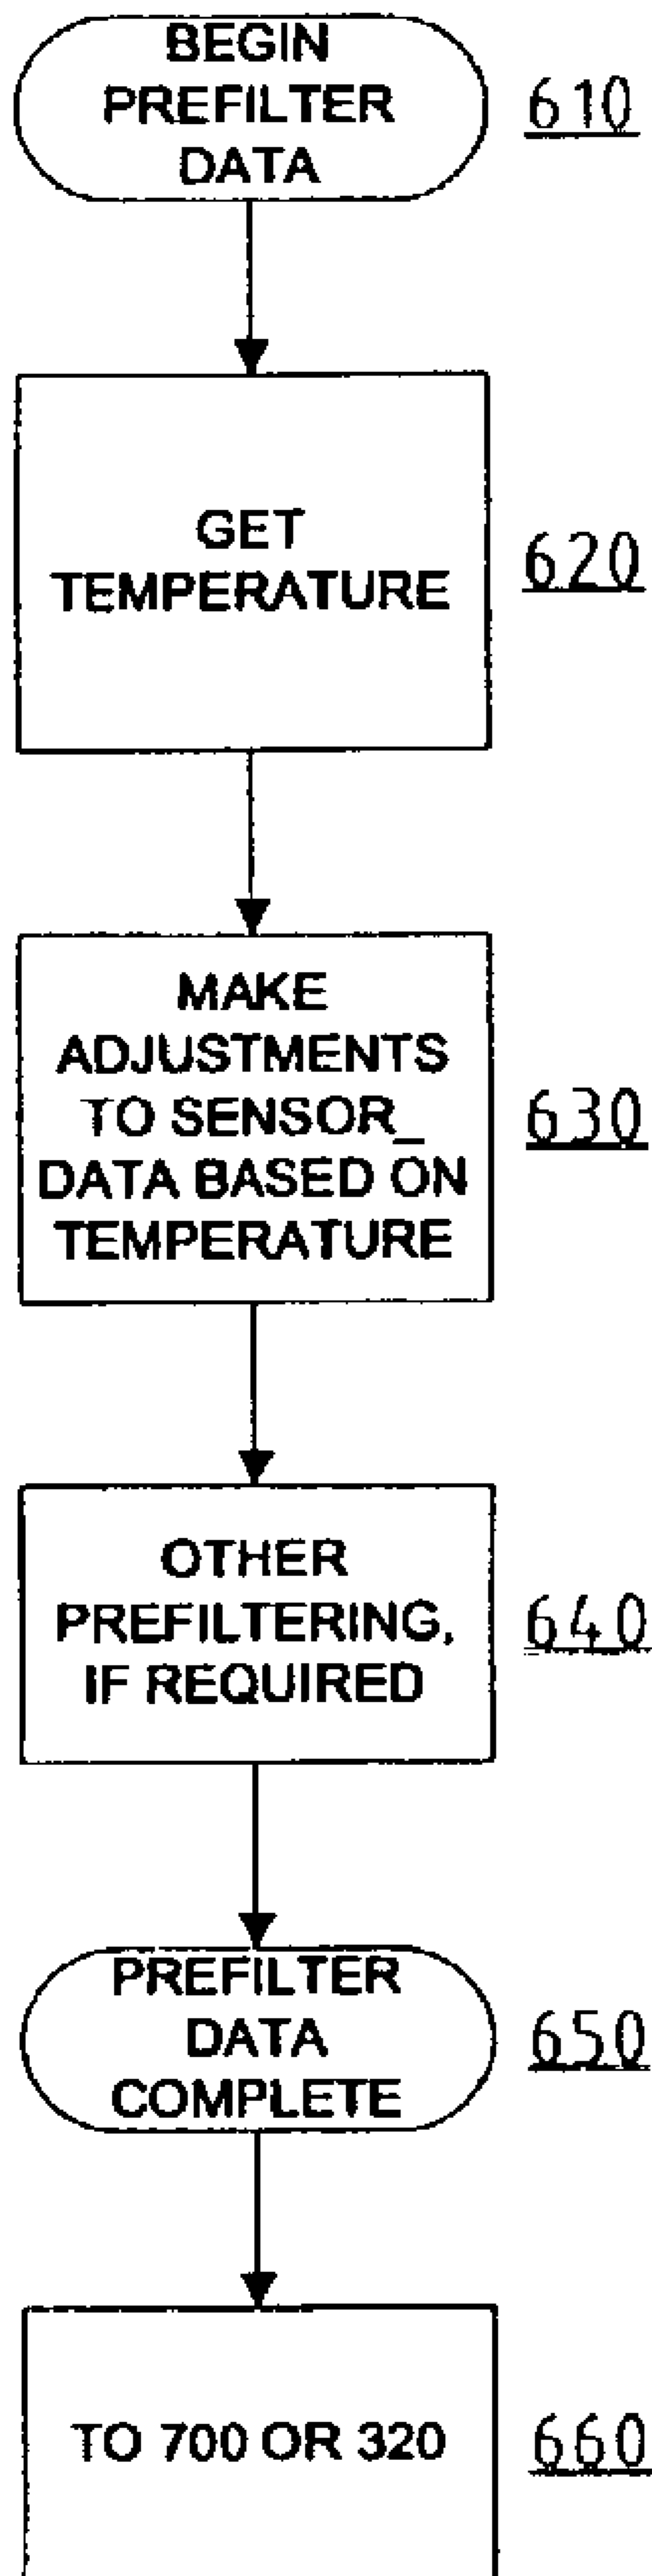 BEGIN
PREFILTER
DATA
610
GET
TEMPERATURE
620
MAKE
ADJUSTMENTS
TO SENSOR_
DATA BASED ON
TEMPERATURE
630
OTHER
PREFILTERING,
IF REQUIRED
640
PREFILTER
DATA
COMPLETE
650
TO 700 OR 320
660